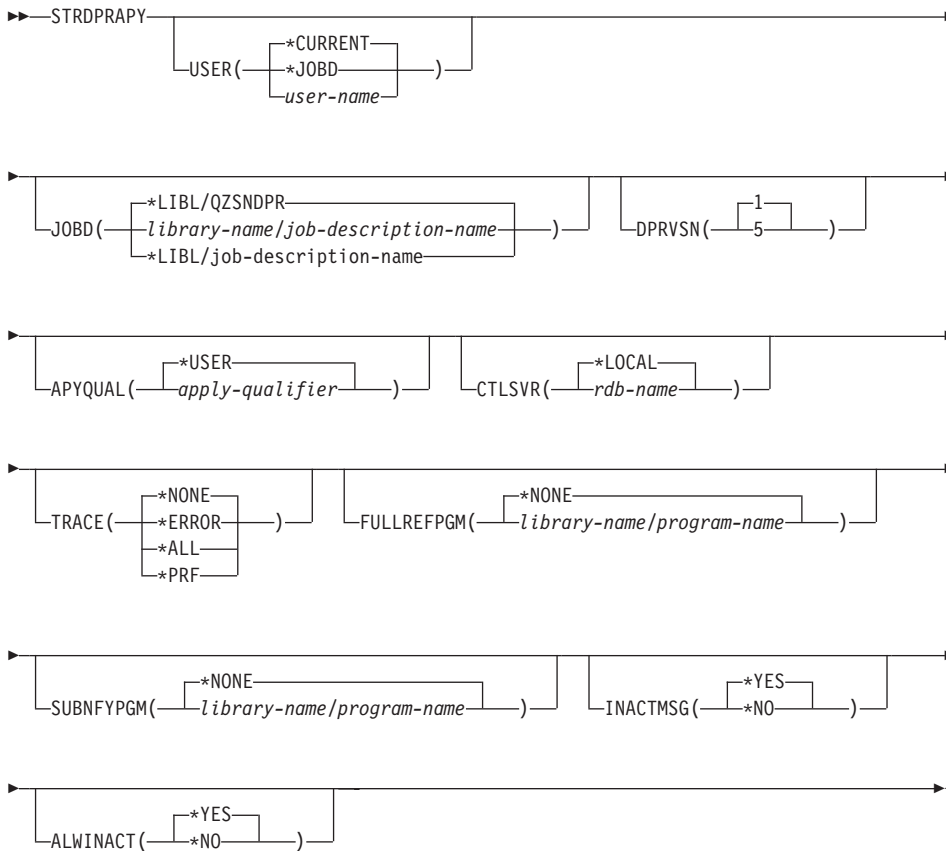 STRDPRAPY
USER( *CURRENT )
*JOBD
user-name
JOBD( *LIBL/QZSNDPR )
library-name/job-description-name
*LIBL/job-description-name
DPRVSN( 1 )
5
APYQUAL( *USER )
apply-qualifier
CTLSVR( *LOCAL )
rdb-name
TRACE( *NONE )
*ERROR
*ALL
*PRF
FULLREFPGM( *NONE )
library-name/program-name
SUBNFYPGM( *NONE )
library-name/program-name
INACTMSG( *YES )
*NO
ALWINACT( *YES )
*NO